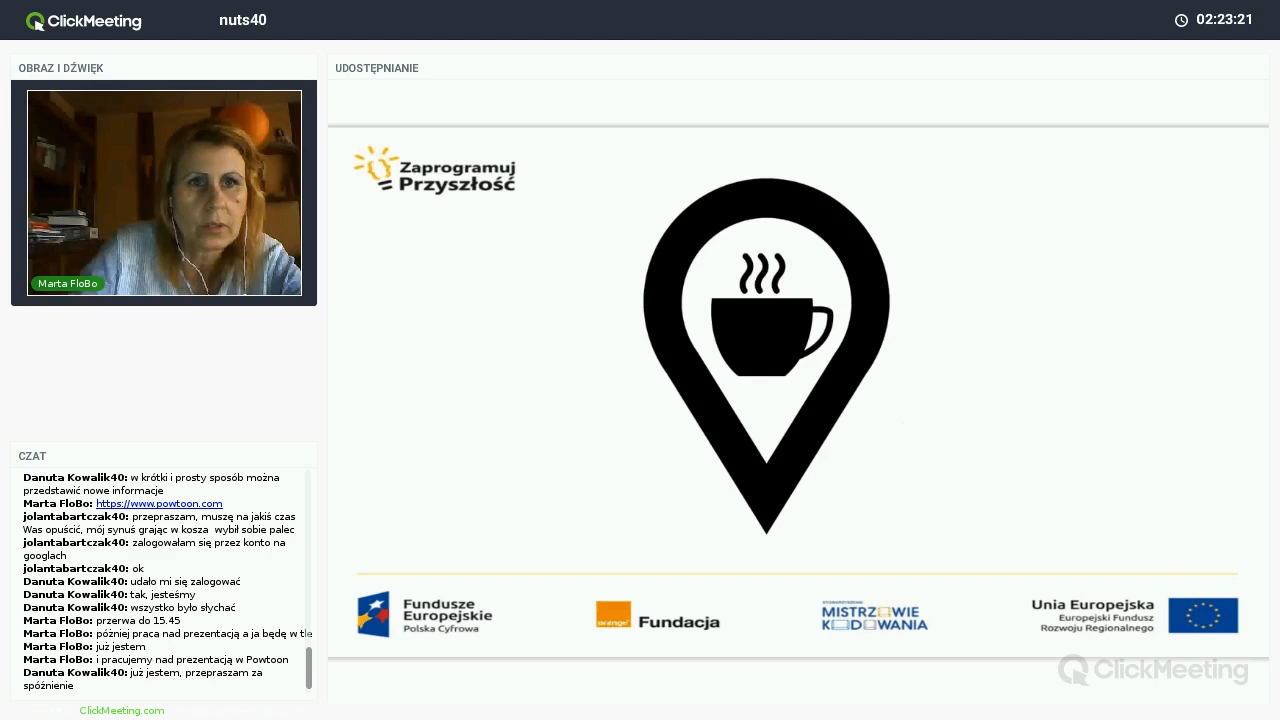 ClickMeeting
nuts40
02:23:21
OBRAZ I DŹWIĘK
Marta FloBo
UDOSTĘPNIANIE
Zaprogramuj
Przyszłość
Fundusze
Europejskie
Polska Cyfrowa
orange
Fundacja
STOWARZYSZENIE
MISTRZOWIE
KODOWANIA
Unia Europejska
Europejski Fundusz
Rozwoju Regionalnego
ClickMeeting
CZAT
Danuta Kowalik40: w krótki i prosty sposób można
przedstawić nowe informacje
Marta FloBo: https://www.powtoon.com
jolantabartczak40: przepraszam, muszę na jakiś czas
Was opuścić, mój synuś grając w kosza wybił sobie palec
jolantabartczak40: zalogowałam się przez konto na
googlach
jolantabartczak40: ok
Danuta Kowalik40: udało mi się zalogować
Danuta Kowalik40: tak, jesteśmy
Danuta Kowalik40: wszystko było słychać
Marta FloBo: przerwa do 15.45
Marta FloBo: później praca nad prezentacją a ja będę w tle
Marta FloBo: już jestem
Marta FloBo: i pracujemy nad prezentacją w Powtoon
Danuta Kowalik40: już jestem, przepraszam za
spóźnienie
ClickMeeting.com